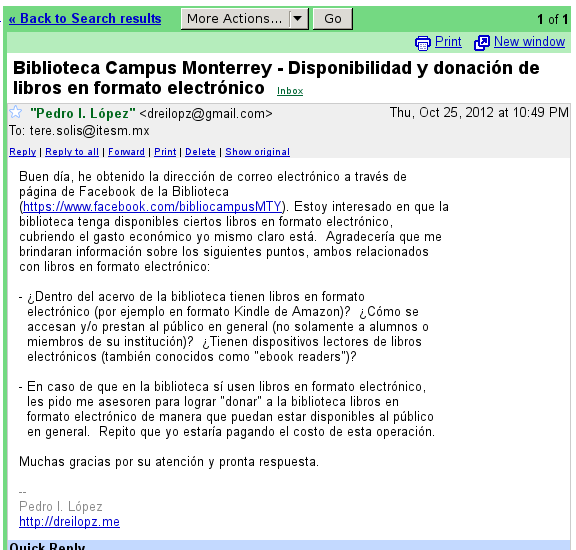 « Back to Search results More Actions... Go 1 of 1
Print New window
Biblioteca Campus Monterrey - Disponibilidad y donación de
libros en formato electrónico Inbox
"Pedro I. López" <dreilopz@gmail.com> Thu, Oct 25, 2012 at 10:49 PM
To: tere.solis@itesm.mx
Reply | Reply to all | Forward | Print | Delete | Show original
Buen día, he obtenido la dirección de correo electrónico a través de
página de Facebook de la Biblioteca
(https://www.facebook.com/bibliocampusMTY). Estoy interesado en que la
biblioteca tenga disponibles ciertos libros en formato electrónico,
cubriendo el gasto económico yo mismo claro está. Agradecería que me
brindaran información sobre los siguientes puntos, ambos relacionados
con libros en formato electrónico:
- ¿Dentro del acervo de la biblioteca tienen libros en formato
electrónico (por ejemplo en formato Kindle de Amazon)? ¿Cómo se
accesan y/o prestan al público en general (no solamente a alumnos o
miembros de su institución)? ¿Tienen dispositivos lectores de libros
electrónicos (también conocidos como "ebook readers")?
- En caso de que en la biblioteca sí usen libros en formato electrónico,
les pido me asesoren para lograr "donar" a la biblioteca libros en
formato electrónico de manera que puedan estar disponibles al público
en general. Repito que yo estaría pagando el costo de esta operación.
Muchas gracias por su atención y pronta respuesta.
--
Pedro I. López
http://dreilopz.me
Quick Reply